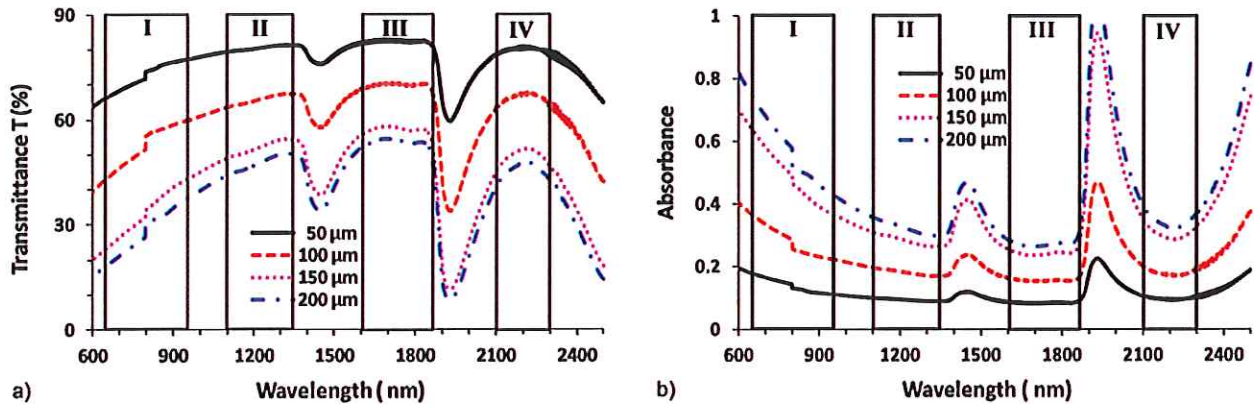 90
60
30
0
Transmittance T (%)
I
II
III
IV
50 μm
100 μm
150 μm
200 μm
600
900
1200
1500
1800
2100
2400
Wavelength ( nm)
a)
1
0.8
0.6
0.4
0.2
0
Absorbance
I
II
III
IV
50 μm
100 μm
150 μm
200 μm
600
900
1200
1500
1800
2100
2400
Wavelength ( nm)
b)